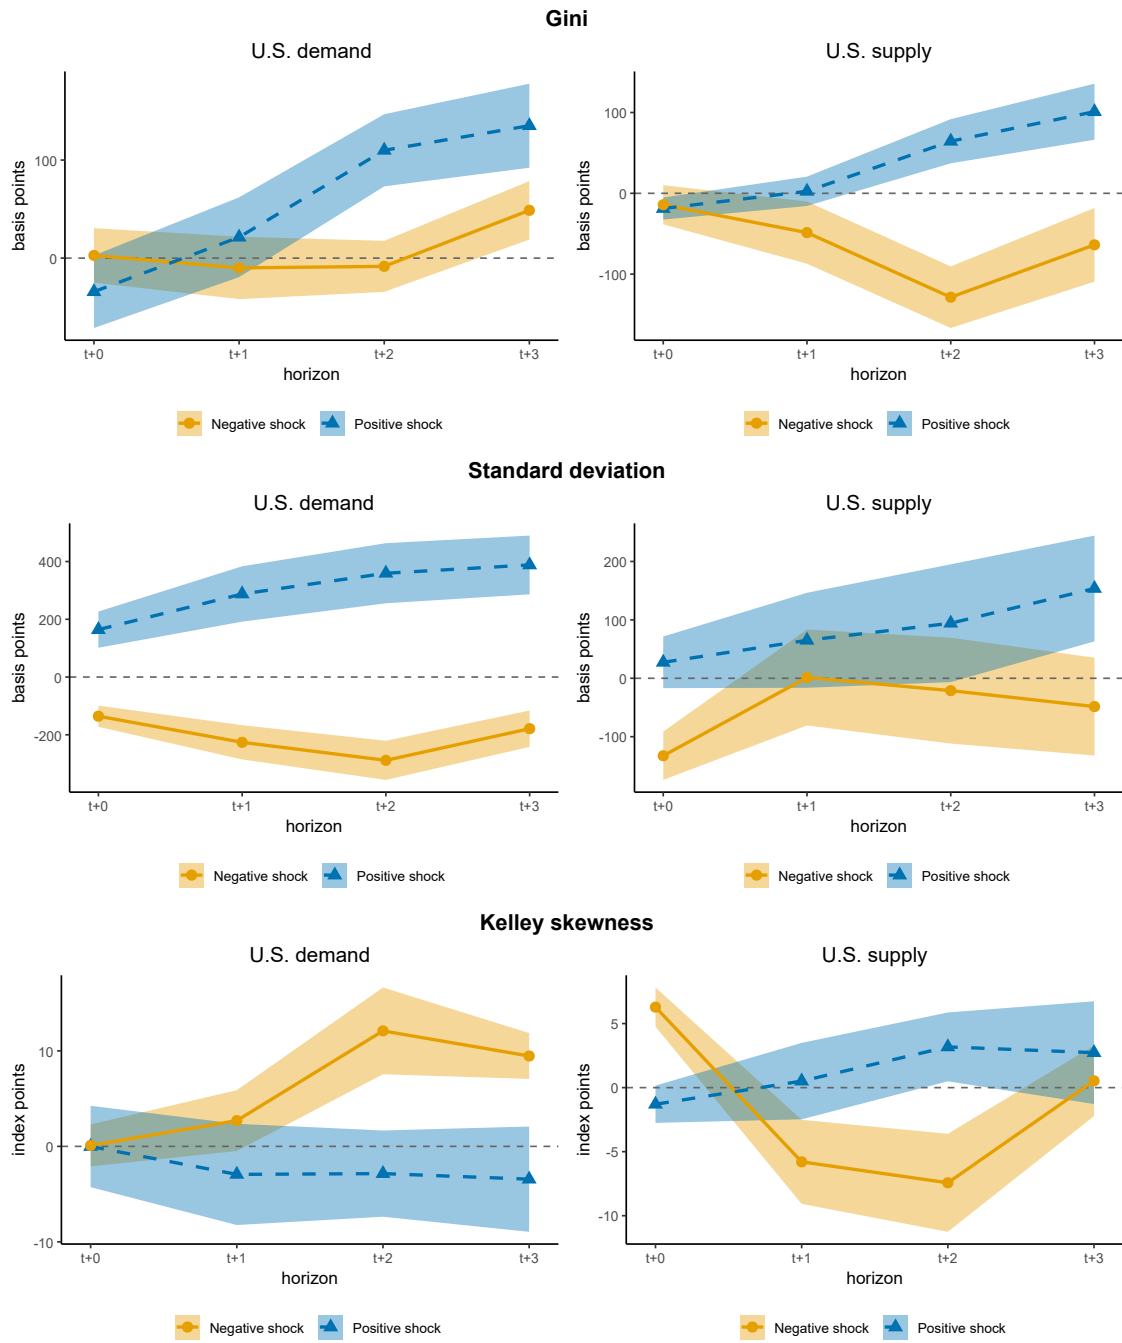 Gini
U.S. demand
U.S. supply
basis points
100
0
t+0
t+1
t+2
t+3
horizon
Negative shock
Positive shock
basis points
100
0
-100
t+0
t+1
t+2
t+3
horizon
Negative shock
Positive shock
Standard deviation
U.S. demand
U.S. supply
basis points
400
200
0
-200
t+0
t+1
t+2
t+3
horizon
Negative shock
Positive shock
basis points
200
100
0
-100
t+0
t+1
t+2
t+3
horizon
Negative shock
Positive shock
Kelley skewness
U.S. demand
U.S. supply
index points
10
0
-10
t+0
t+1
t+2
t+3
horizon
Negative shock
Positive shock
index points
5
0
-5
-10
t+0
t+1
t+2
t+3
horizon
Negative shock
Positive shock